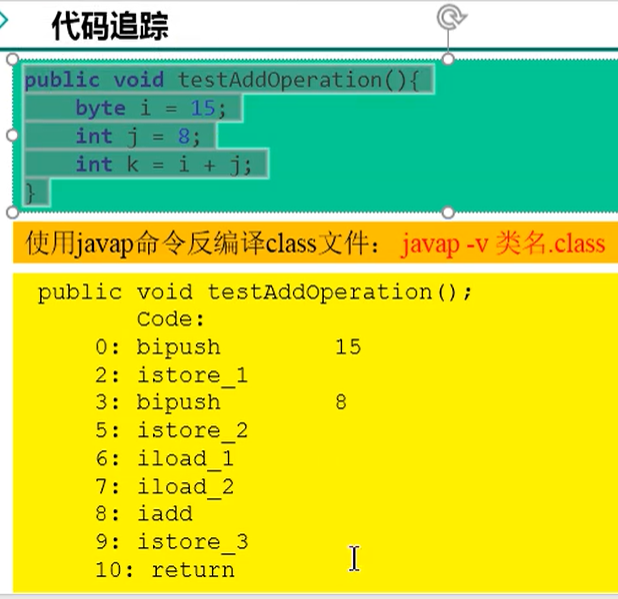 代码追踪
public void testAddOperation(){
    byte i = 15;
    int j = 8;
    int k = i + j;
}
使用javap命令反编译class文件： javap -v 类名.class
public void testAddOperation();
Code:
0: bipush 15
2: istore_1
3: bipush 8
5: istore_2
6: iload_1
7: iload_2
8: iadd
9: istore_3
10: return